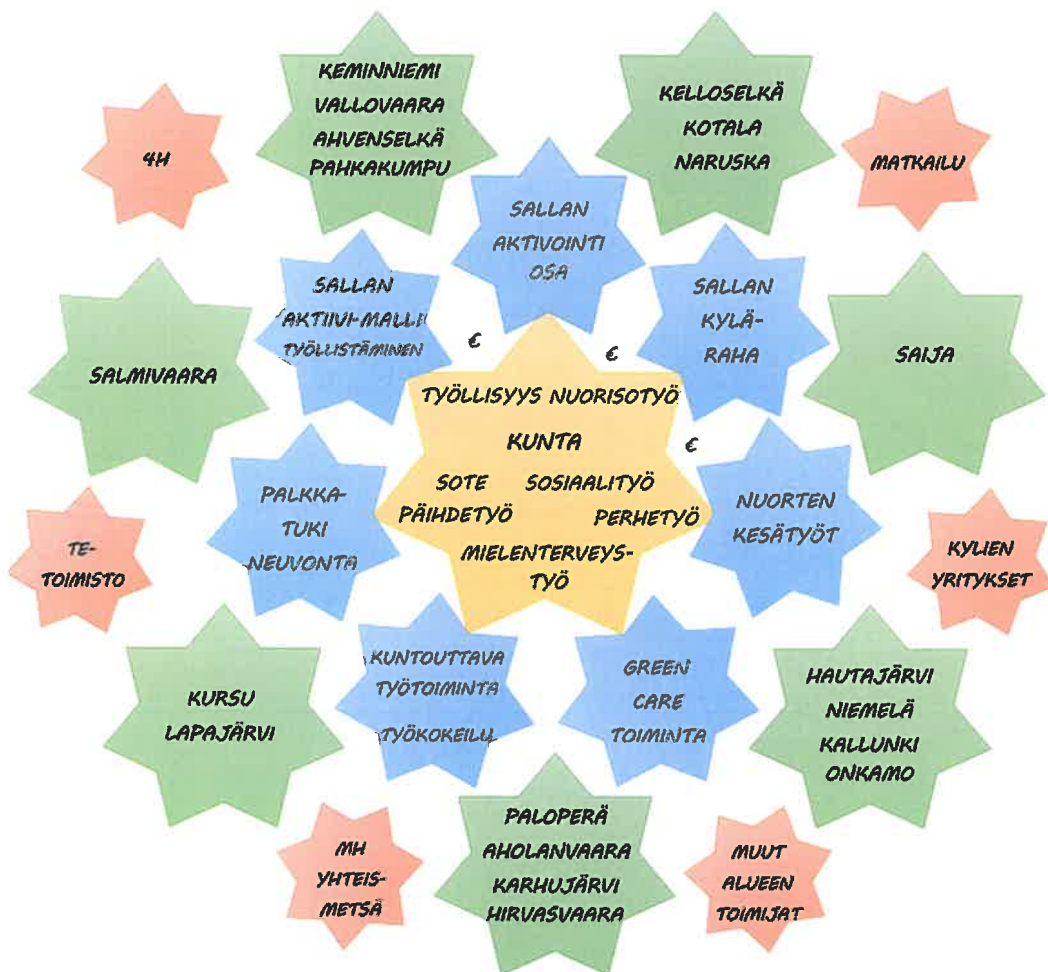 KEMINNIEMI
VALLOVAARA
AHVENSELKÄ
PAHKAKUMPU
KELLOSELKÄ
KOTALA
NARUSKA
4H
MATKAILU
SALLAN
AKTIVOINTI
OSA
SALLAN
AKTIIVI-MALLI
TYÖLLISTÄMINEN
SALLAN
KYLÄ-
RAHA
€
€
€
SALMIVAARA
SAIJA
TYÖLLISYYS NUORISOTYÖ
KUNTA
SOTE SOSIAALITYÖ
PÄIHDETYÖ PERHETYÖ
MIELENTERVEYS-
TYÖ
PALKKA-
TUKI
NEUVONTA
NUORTEN
KESÄTYÖT
TE-
TOIMISTO
KYLIEN
YRITYKSET
KURSU
LAPAJÄRVI
KUNTOUTTAVA
TYÖTOIMINTA
TYÖKOKEILU
GREEN
CARE
TOIMINTA
HAUTAJÄRVI
NIEMELÄ
KALLUNKI
ONKAMO
MH
YHTEIS-
METSÄ
PALOPERÄ
AHOLANVAARA
KARHUJÄRVI
HIRVASVAARA
MUUT
ALUEEN
TOIMIJAT